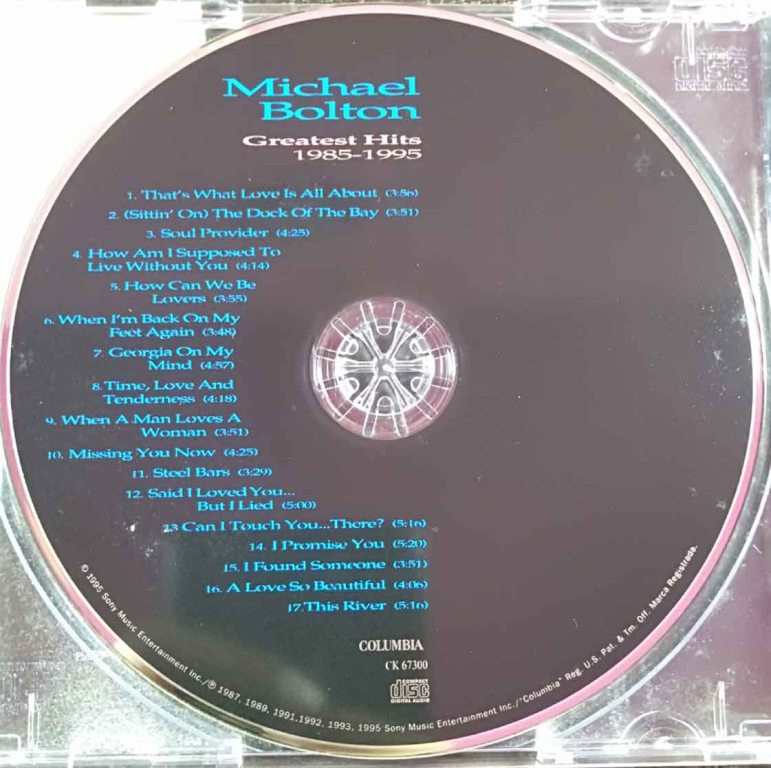 Michael
Bolton
Greatest Hits
1985-1995
1. That's What Love Is All About (3:56)
2. (Sittin' On) The Dock Of The Bay (3:51)
3. Soul Provider (4:25)
4. How Am I Supposed To
Live Without You (4:14)
5. How Can We Be
Lovers (3:55)
6. When I'm Back On My
Feet Again (3:48)
7. Georgia On My
Mind (4:57)
8. Time, Love And
Tenderness (4:18)
9. When A Man Loves A
Woman (3:51)
10. Missing You Now (4:25)
11. Steel Bars (3:29)
12. Said I Loved You...
But I Lied (5:00)
13 Can I Touch You...There? (5:16)
14. I Promise You (5:20)
15. I Found Someone (3:51)
16. A Love So Beautiful (4:06)
17. This River (5:16)
COLUMBIA
CK 67300
COMPACT
disc
DIGITAL AUDIO
© 1995 Sony Music Entertainment Inc./℗ 1987, 1989, 1991, 1992, 1993, 1995 Sony Music Entertainment Inc./"Columbia" Reg. U.S. Pat. & Tm. Off. Marca Registrada.
disc
DIGITAL AUDIO